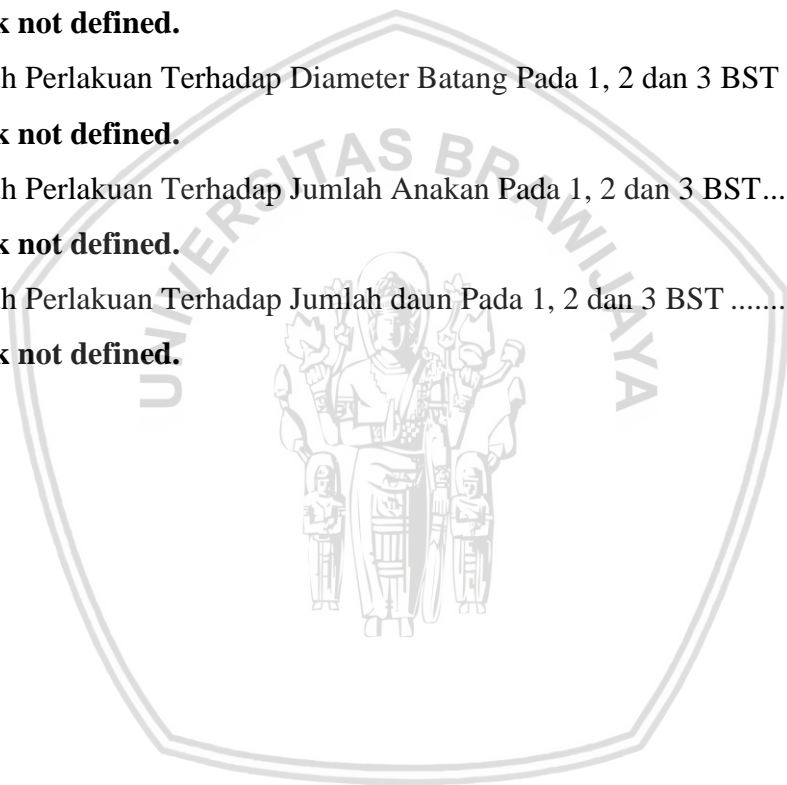 k not defined.
h Perlakuan Terhadap Diameter Batang Pada 1, 2 dan 3 BST
k not defined.
h Perlakuan Terhadap Jumlah Anakan Pada 1, 2 dan 3 BST...
k not defined.
h Perlakuan Terhadap Jumlah daun Pada 1, 2 dan 3 BST .......
k not defined.
UNIVERSITAS BRAWIJAYA